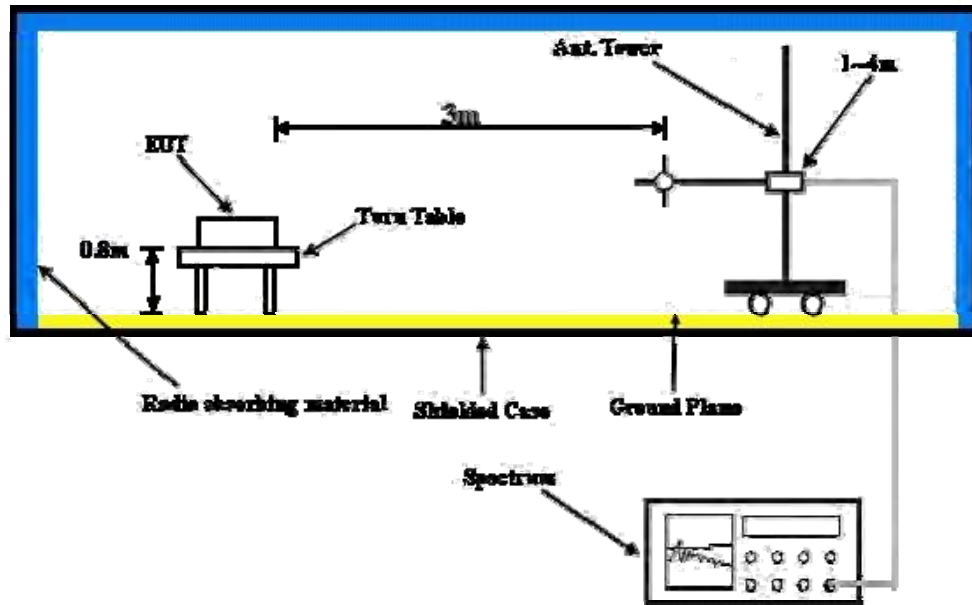 Ant. Tower
1~4m
3m
EUT
Turn Table
0.8m
Radio absorbing material
Shielded Case
Ground Plane
Spectrum